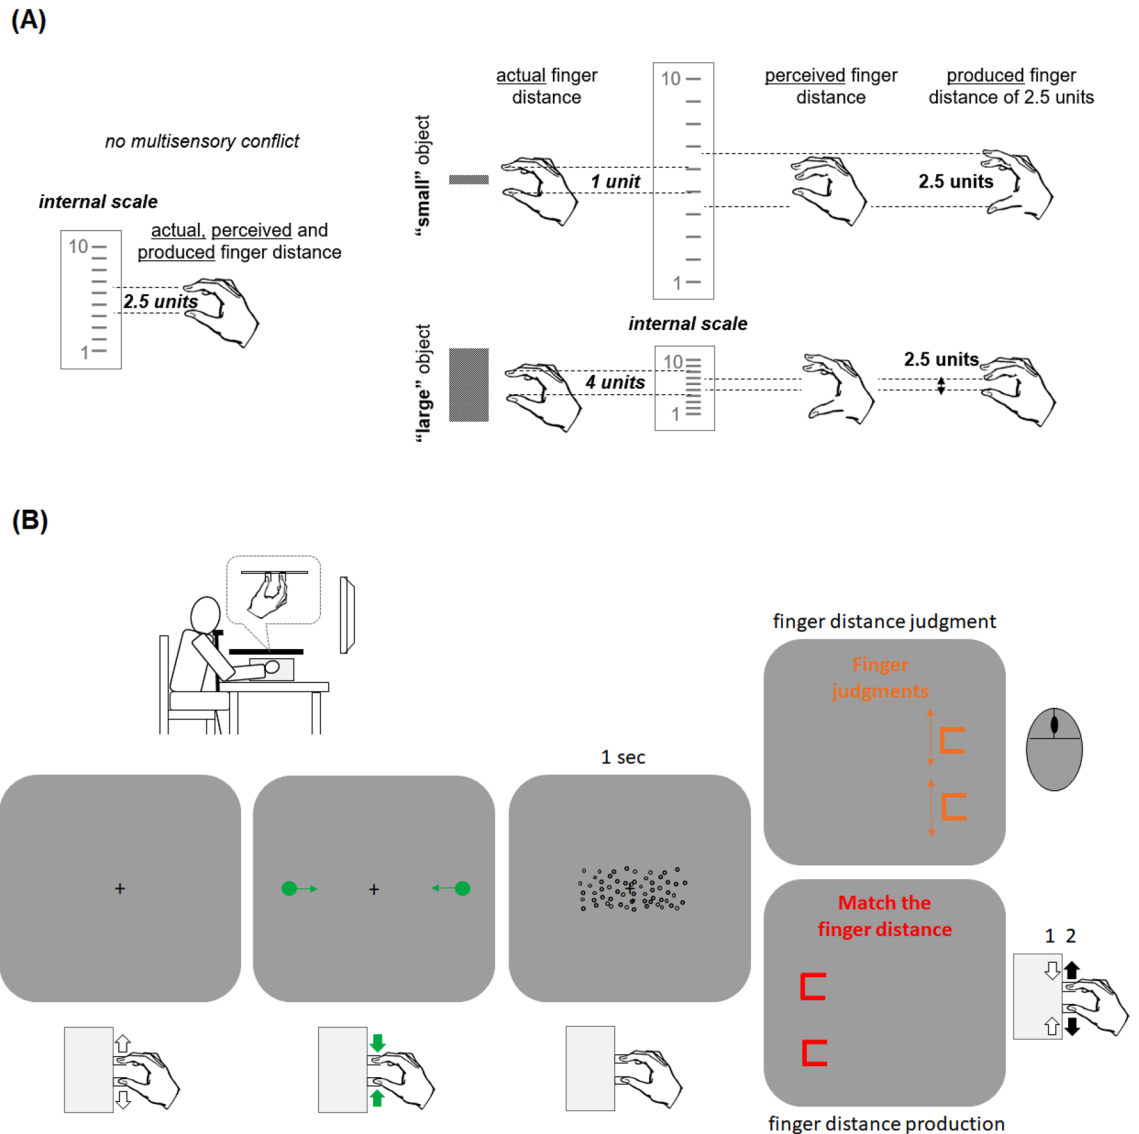 (A)
no multisensory conflict
internal scale
actual, perceived and
produced finger distance
10
2.5 units
1
actual finger
distance
perceived finger
distance
produced finger
distance of 2.5 units
"small" object
10
1 unit
2.5 units
1
internal scale
"large" object
10
4 units
2.5 units
1
(B)
finger distance judgment
Finger
judgments
1 sec
+
+
+
Match the
finger distance
1 2
finger distance production